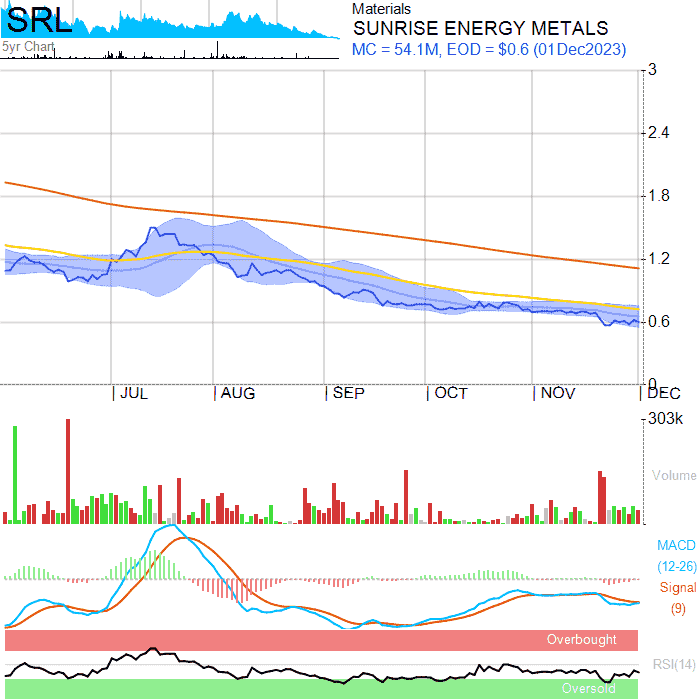 SRL
5yr Chart
Materials
SUNRISE ENERGY METALS
MC = 54.1M, EOD = $0.6 (01Dec2023)
3
2.4
1.8
1.2
0.6
0
JUL AUG SEP OCT NOV DEC
303k
Volume
MACD
(12-26)
Signal
(9)
Overbought
RSI(14)
Oversold